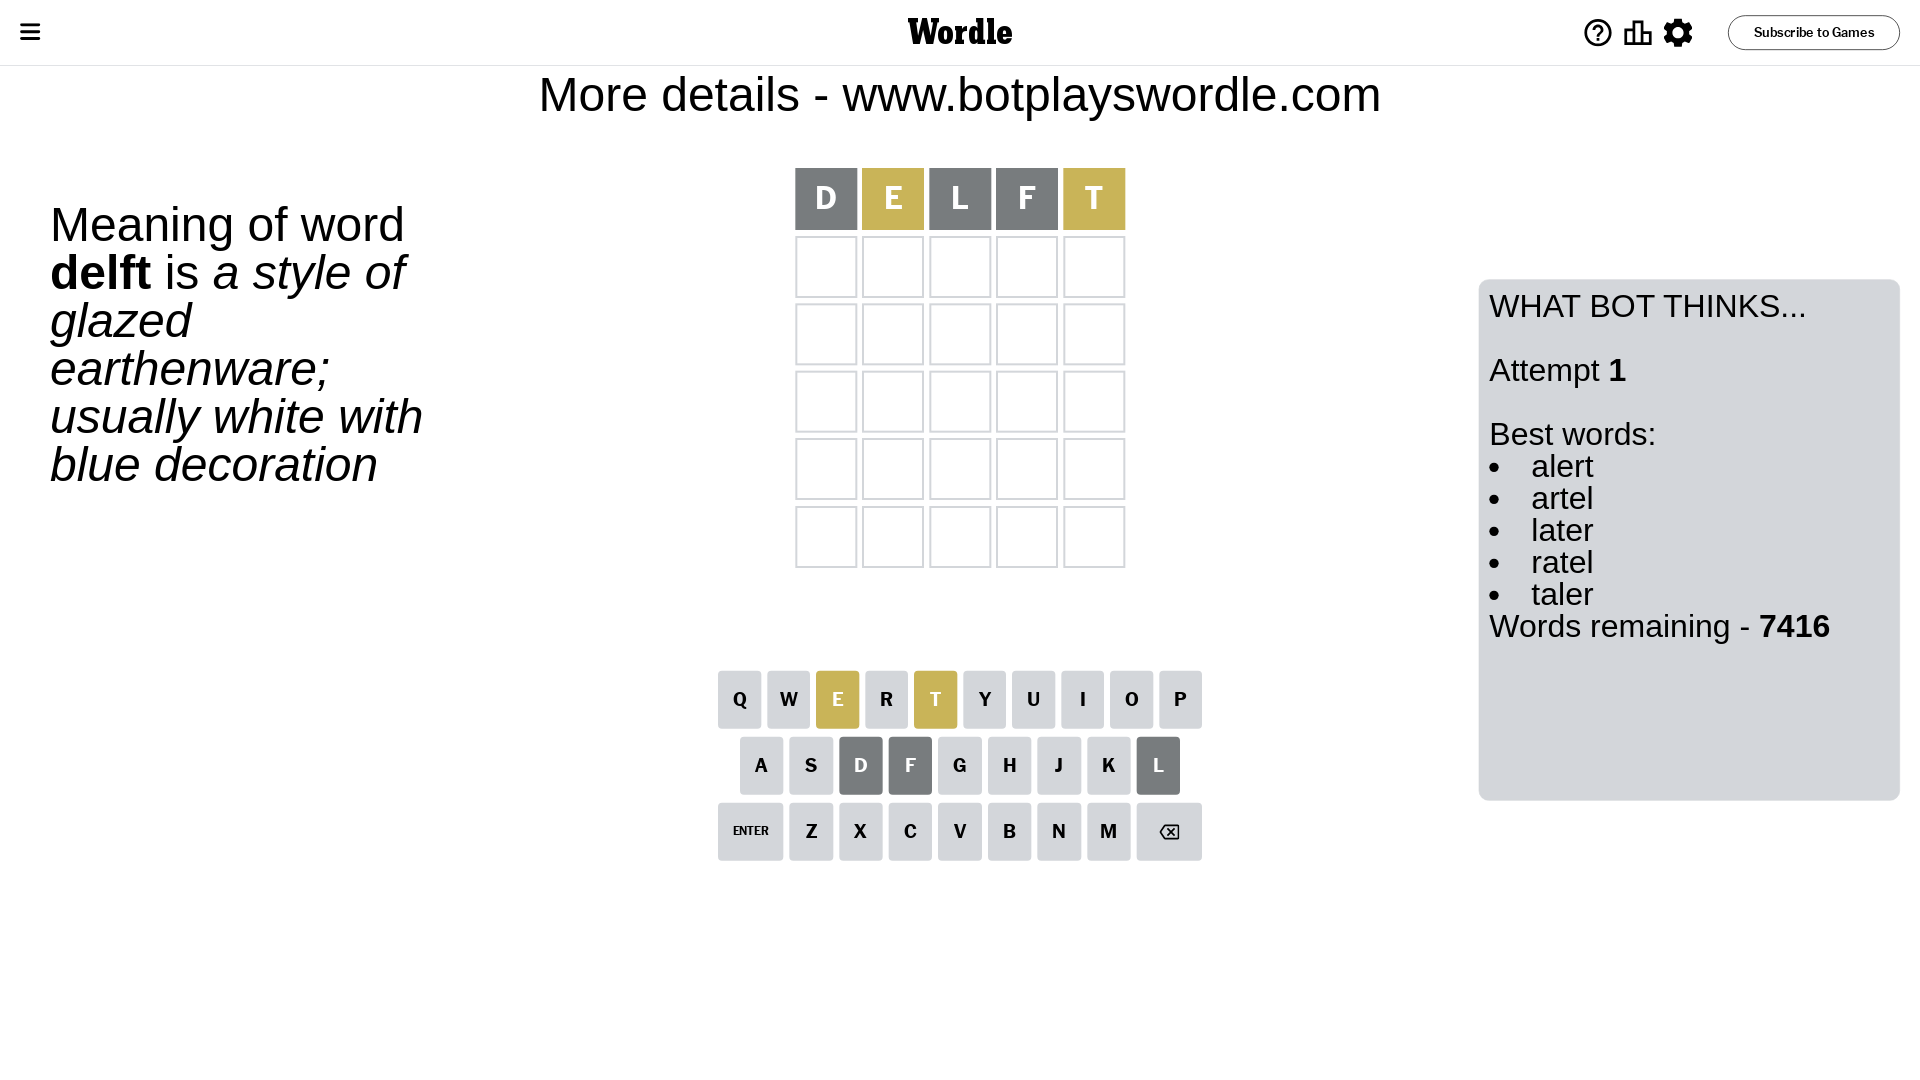 Wordle
Subscribe to Games
More details - www.botplayswordle.com
Meaning of word
delft is a style of
glazed
earthenware;
usually white with
blue decoration
D E L F T
WHAT BOT THINKS...
Attempt 1
Best words:
• alert
• artel
• later
• ratel
• taler
Words remaining - 7416
Q W E R T Y U I O P
A S D F G H J K L
ENTER Z X C V B N M